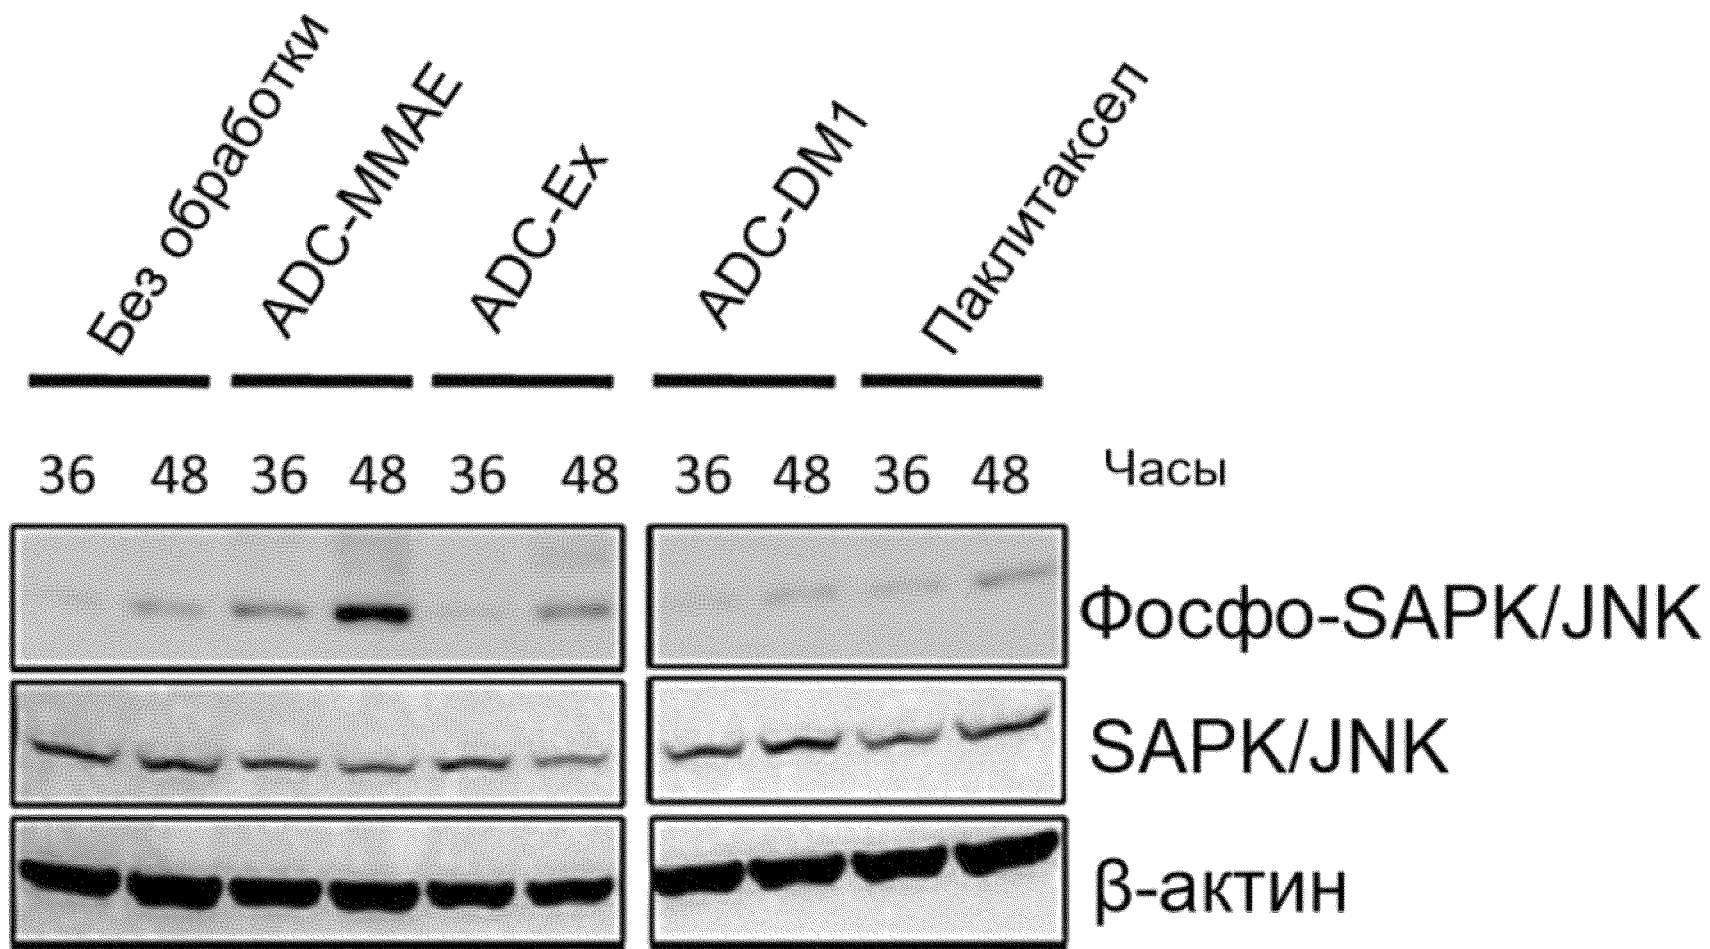 Без обработки
ADC-MMAE
ADC-Ex
ADC-DM1
Паклитаксел
36 48 36 48 36 48 36 48 36 48 Часы
Фосфо-SAPK/JNK
SAPK/JNK
β-актин